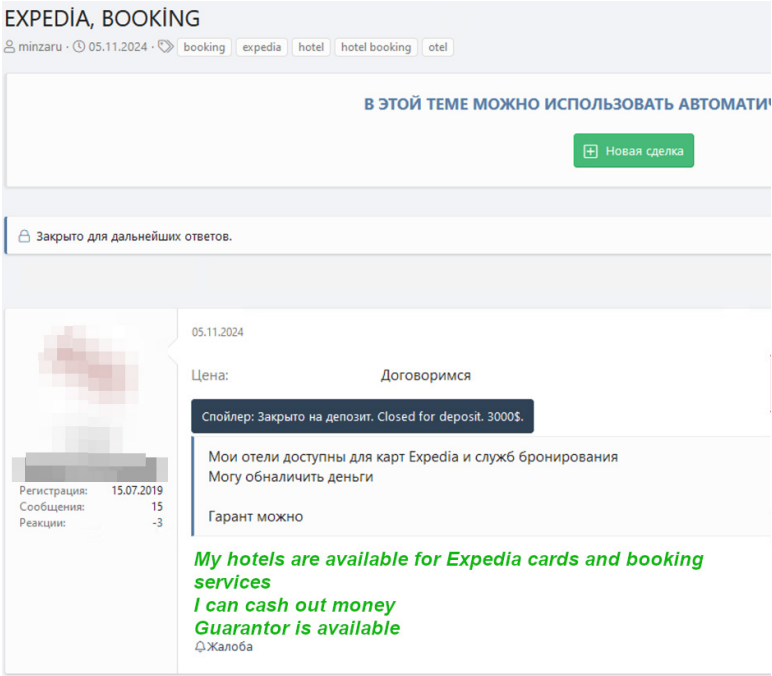 EXPEDİA, BOOKİNG
minzaru · 05.11.2024 · booking expedia hotel hotel booking otel
В ЭТОЙ ТЕМЕ МОЖНО ИСПОЛЬЗОВАТЬ
Новая сделка
Закрыто для дальнейших ответов.
05.11.2024
Цена: Договоримся
Спойлер: Закрыто на депозит. Closed for deposit. 3000$.
Мои отели доступны для карт Expedia и служб бронирования
Могу обналичить деньги
Гарант можно
Регистрация: 15.07.2019
Сообщения: 15
Реакции: -3
My hotels are available for Expedia cards and booking
services
I can cash out money
Guarantor is available
Жалоба